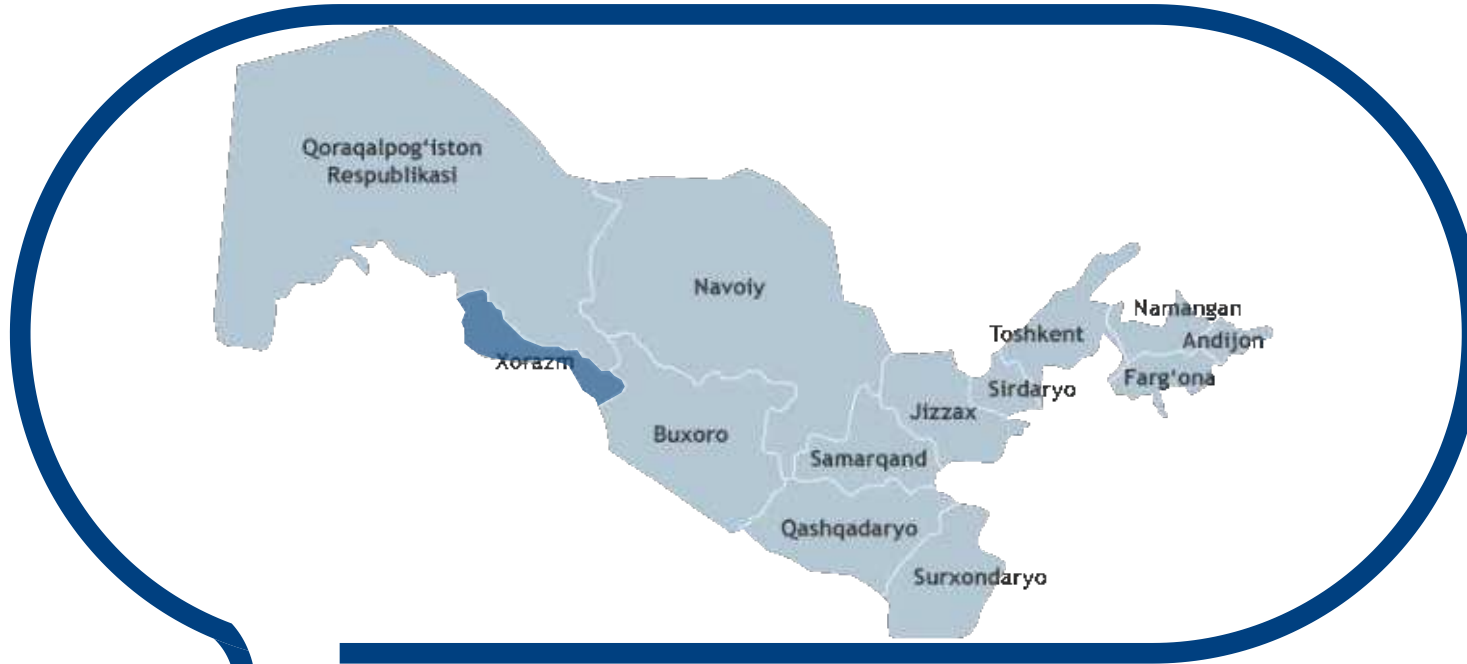 Qoraqalpog‘iston
Respublikasi
Navoiy
Namangan
Toshkent
Andijon
Xorazm
Farg‘ona
Sirdaryo
Jizzax
Buxoro
Samarqand
Qashqadaryo
Surxondaryo